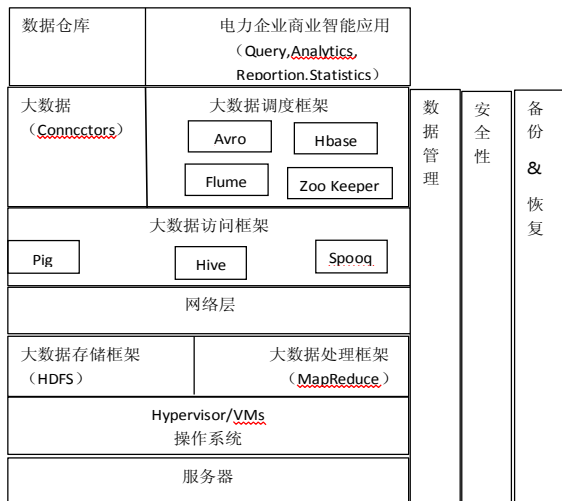 数据仓库
电力企业商业智能应用
（Query,Analytics,
Reportion.Statistics）
大数据
（Conncctors）
大数据调度框架
Avro
Hbase
Flume
Zoo Keeper
大数据访问框架
Pig
Hive
Spooq
网络层
大数据存储框架
（HDFS）
大数据处理框架
（MapReduce）
Hypervisor/VMs
操作系统
服务器
数
据
管
理
安
全
性
备
份
&
恢
复